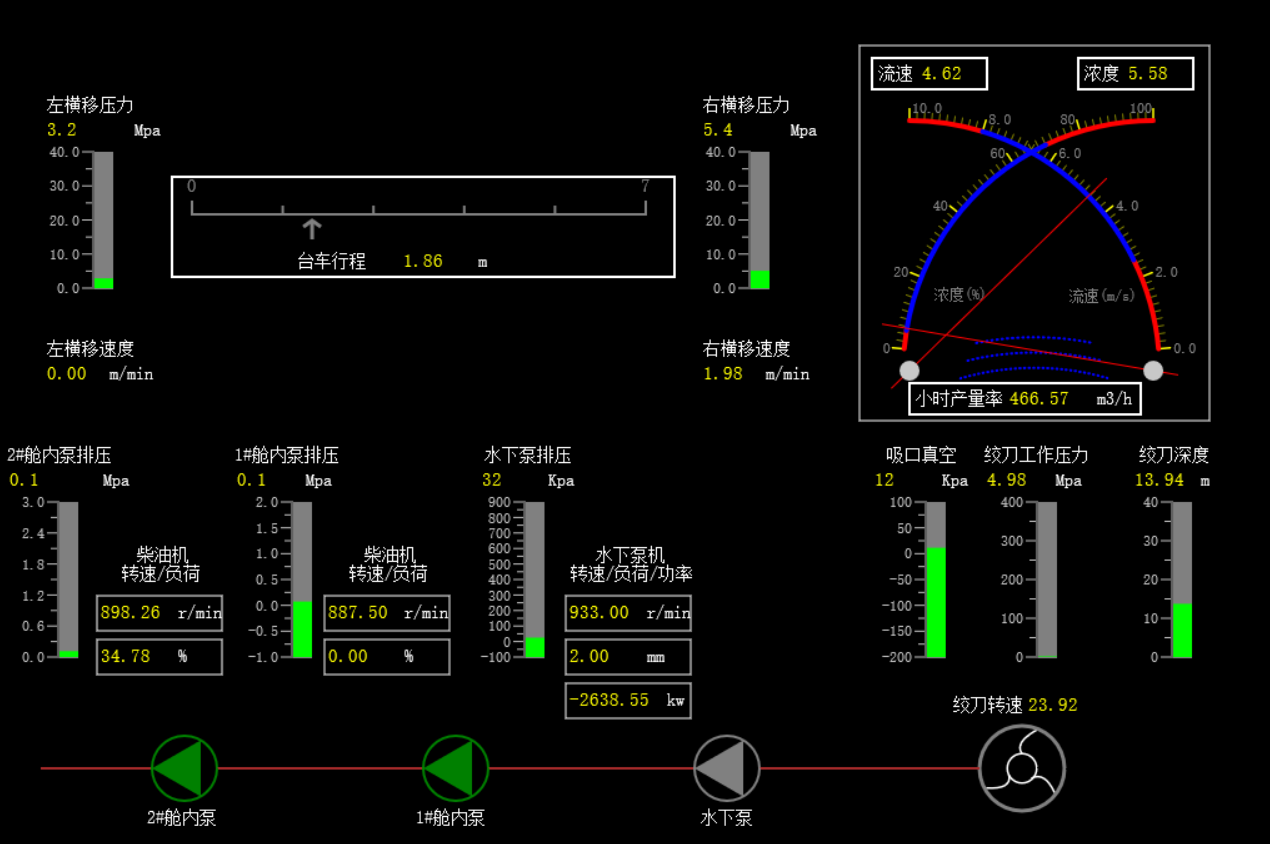 流速 4.62
浓度 5.58
左横移压力
3.2 Mpa
40.0
30.0
20.0
10.0
0.0
0 7
台车行程 1.86 m
右横移压力
5.4 Mpa
40.0
30.0
20.0
10.0
0.0
10.0
8.0
6.0
4.0
2.0
0.0
100
80
60
40
20
0
浓度(%)
流速(m/s)
小时产量率 466.57 m3/h
左横移速度
0.00 m/min
右横移速度
1.98 m/min
2#舱内泵排压
0.1 Mpa
3.0
2.4
1.8
1.2
0.6
0.0
柴油机
转速/负荷
898.26 r/min
34.78 %
1#舱内泵排压
0.1 Mpa
2.0
1.5
1.0
0.5
0.0
-0.5
-1.0
柴油机
转速/负荷
887.50 r/min
0.00 %
水下泵排压
32 Kpa
900
800
700
600
500
400
300
200
100
0
-100
水下泵机
转速/负荷/功率
933.00 r/min
2.00 mm
-2638.55 kw
吸口真空
12 Kpa
100
50
0
-50
-100
-150
-200
绞刀工作压力
4.98 Mpa
400
300
200
100
0
绞刀深度
13.94 m
40
30
20
10
0
绞刀转速 23.92
2#舱内泵
1#舱内泵
水下泵